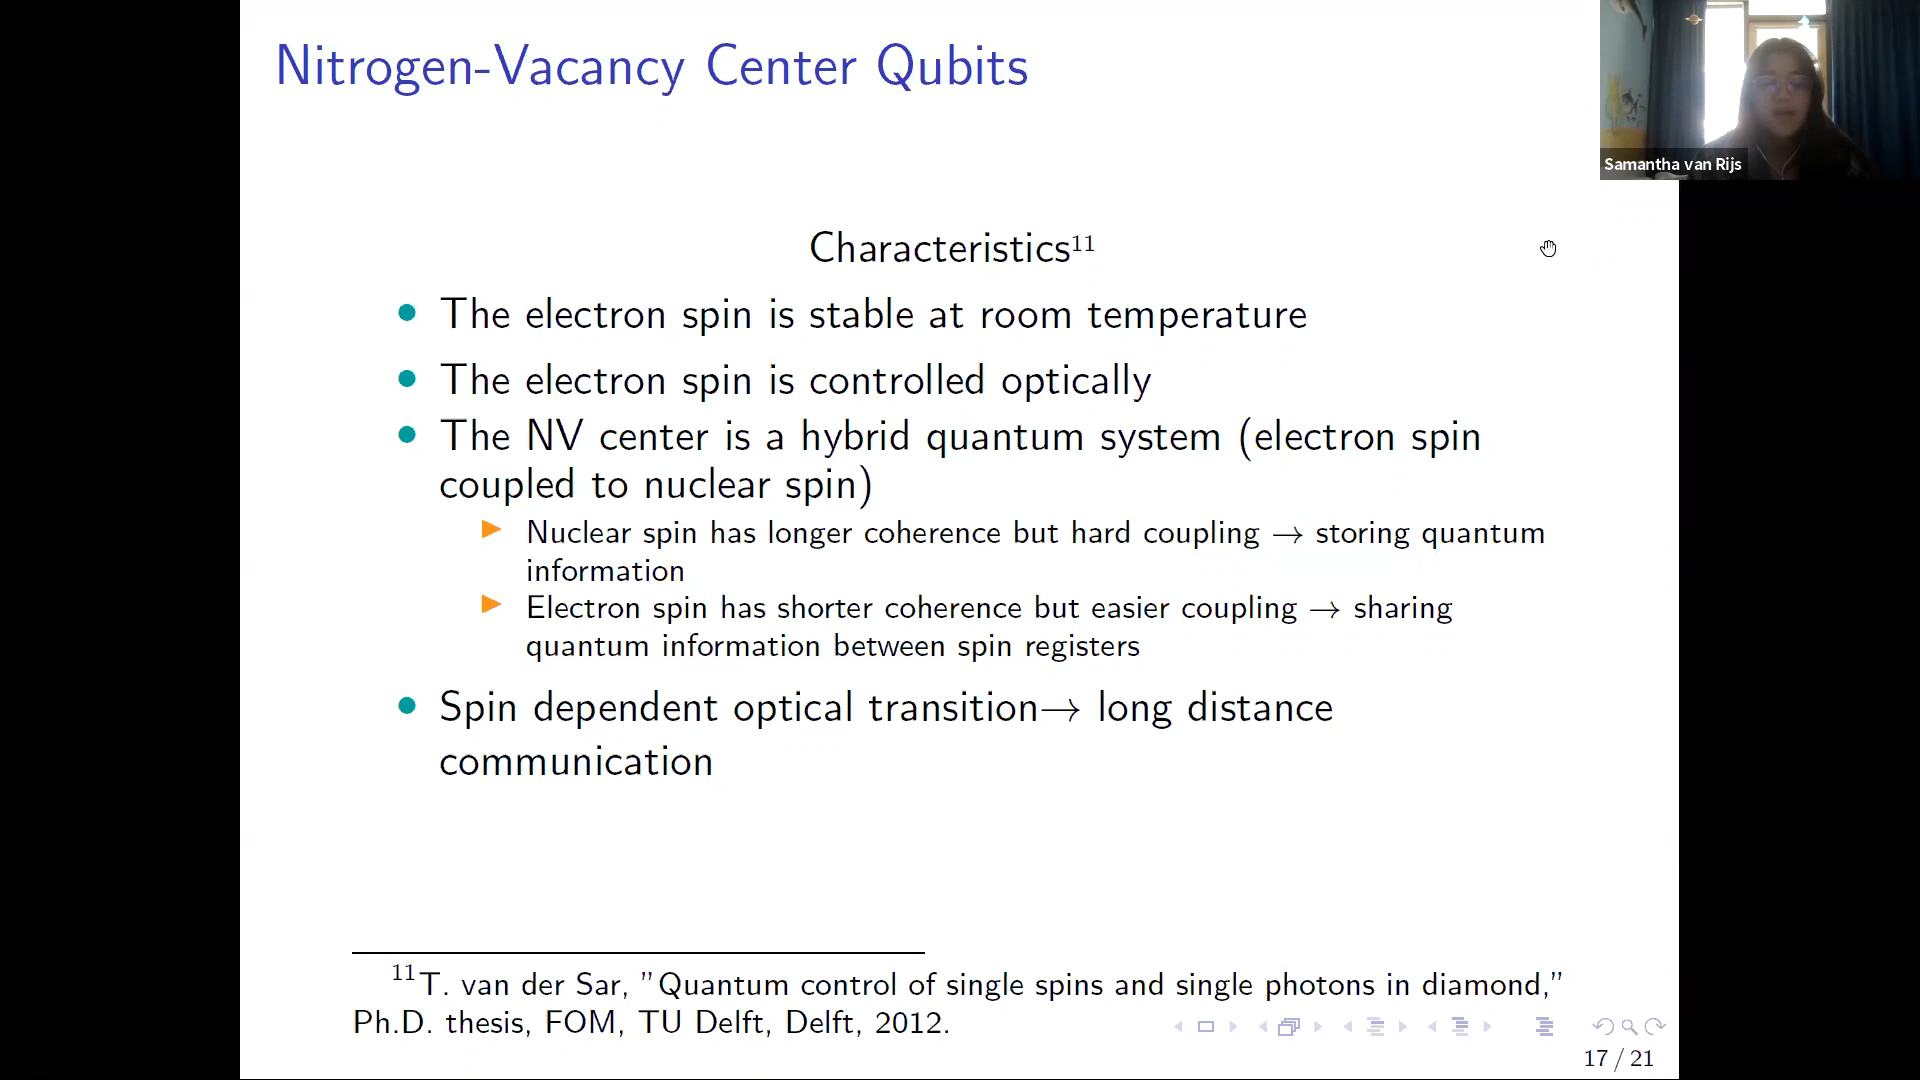 Nitrogen-Vacancy Center Qubits
Samantha van Rijs
Characteristics¹¹
• The electron spin is stable at room temperature
• The electron spin is controlled optically
• The NV center is a hybrid quantum system (electron spin
coupled to nuclear spin)
▶ Nuclear spin has longer coherence but hard coupling → storing quantum
information
▶ Electron spin has shorter coherence but easier coupling → sharing
quantum information between spin registers
• Spin dependent optical transition→ long distance
communication
¹¹T. van der Sar, ”Quantum control of single spins and single photons in diamond,”
Ph.D. thesis, FOM, TU Delft, Delft, 2012.
17 / 21